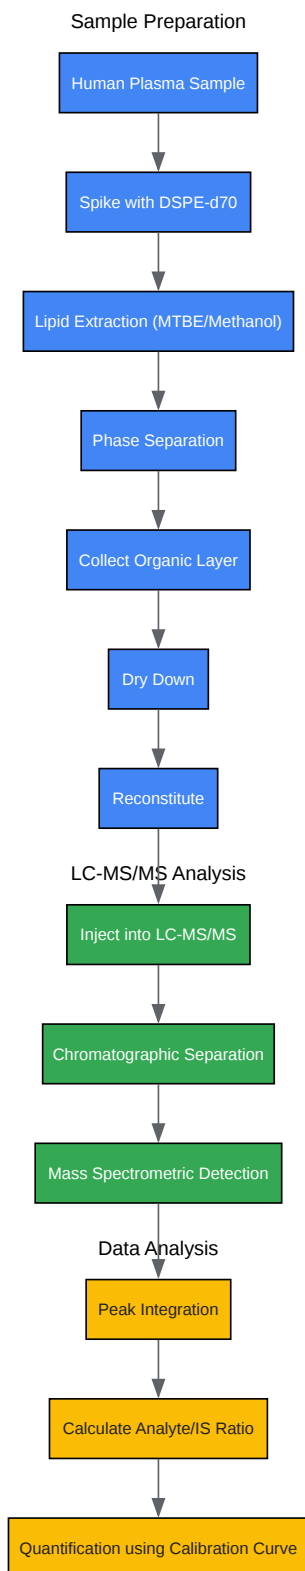 Sample Preparation
Human Plasma Sample
Spike with DSPE-d70
Lipid Extraction (MTBE/Methanol)
Phase Separation
Collect Organic Layer
Dry Down
Reconstitute
LC-MS/MS Analysis
Inject into LC-MS/MS
Chromatographic Separation
Mass Spectrometric Detection
Data Analysis
Peak Integration
Calculate Analyte/IS Ratio
Quantification using Calibration Curve